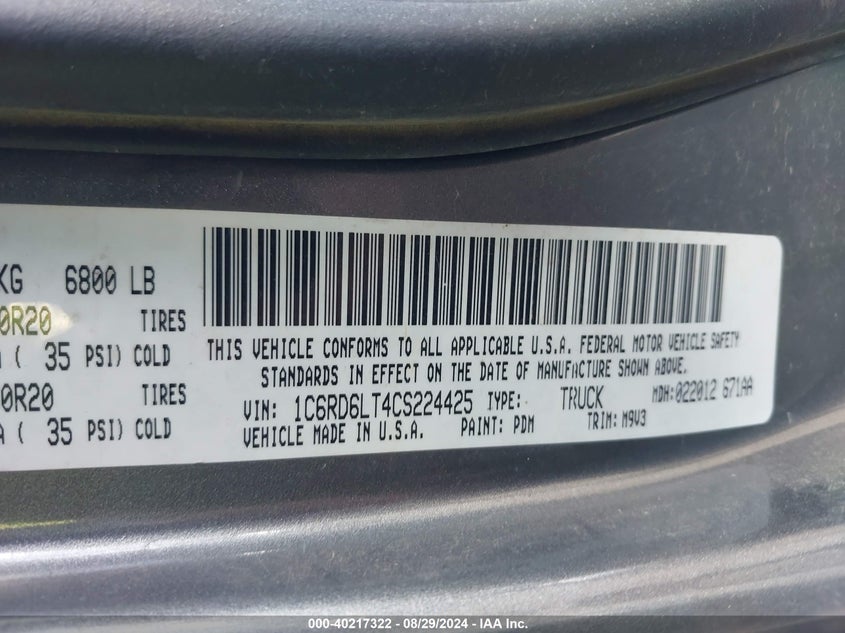 KG 6800 LB
0R20 TIRES
( 35 PSI) COLD
0R20 TIRES
A ( 35 PSI) COLD
THIS VEHICLE CONFORMS TO ALL APPLICABLE U.S.A. FEDERAL MOTOR VEHICLE SAFETY
STANDARDS IN EFFECT ON THE DATE OF MANUFACTURE SHOWN ABOVE.
VIN: 1C6RD6LT4CS224425 TYPE: TRUCK MDH: 022012 671AA
VEHICLE MADE IN U.S.A. PAINT: PDM TRIM: M9V3
000-40217322 - 08/29/2024 - IAA Inc.